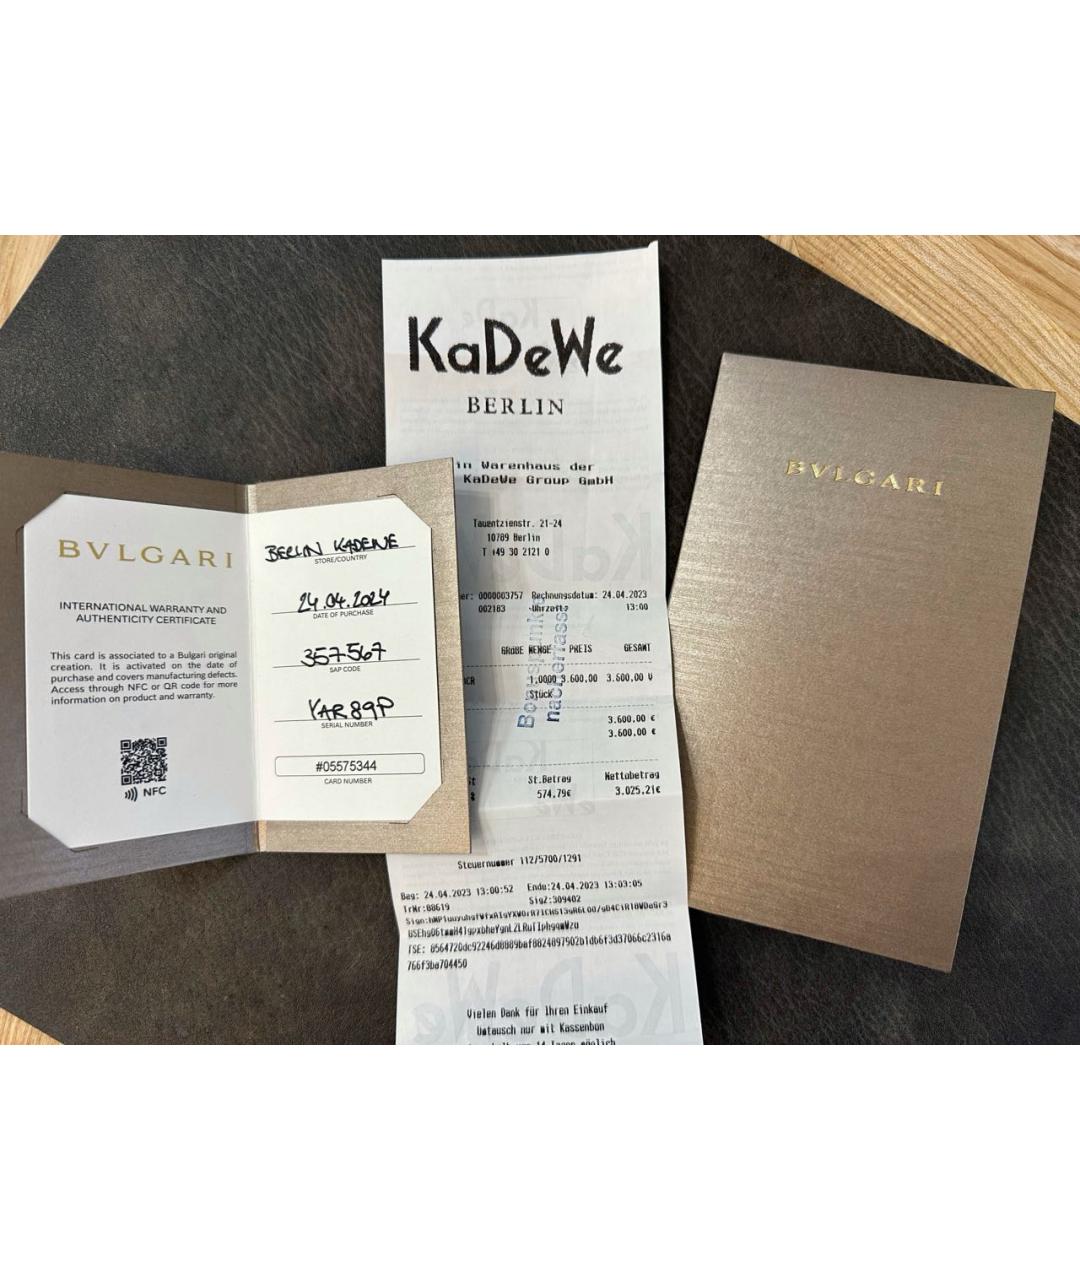 BVLGARI
INTERNATIONAL WARRANTY AND
AUTHENTICITY CERTIFICATE
This card is associated to a Bulgari original
creation. It is activated on the date of
purchase and covers manufacturing defects.
Access through NFC or QR code for more
information on product and warranty.
NFC
BERLIN KADEWE
STORE/COUNTRY
24.04.2024
DATE OF PURCHASE
357567
SAP CODE
YAR89P
SERIAL NUMBER
#05575344
CARD NUMBER
KaDeWe
BERLIN
in Warenhaus der
KaDeWe Group GmbH
Tauentzienstr. 21-24
10789 Berlin
T +49 30 2121 0
er: 0000003757 Rechnungsdatum: 24.04.2023
002183 Uhrzeit: 13:00
GRÖßE MENGE PREIS GESAMT
1,0000 3.600,00 3.600,00 V
Stück
3.600,00 €
3.600,00 €
St.Betrag Nettobetrag
574,79€ 3.025,21€
Steuernummer 112/5700/1291
Beg: 24.04.2023 13:00:52 Ende:24.04.2023 13:03:05
TrNr:88619 SigZ:309402
766f3ba704450
Vielen Dank für Ihren Einkauf
Umtausch nur mit Kassenbon
BVLGARI